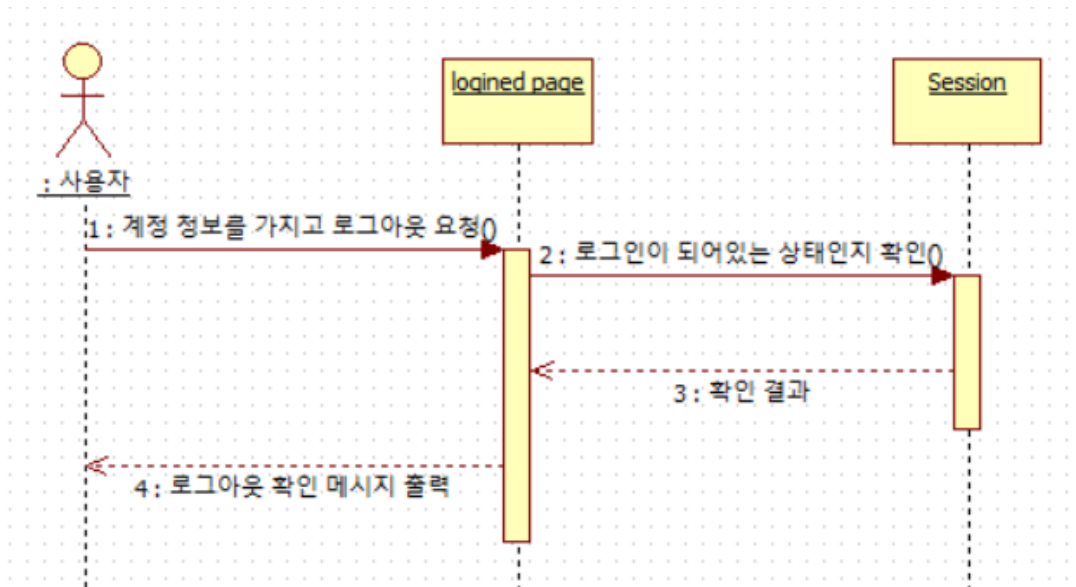 logined page
Session
: 사용자
1 : 계정 정보를 가지고 로그아웃 요청()
2 : 로그인이 되어있는 상태인지 확인()
3 : 확인 결과
4 : 로그아웃 확인 메시지 출력